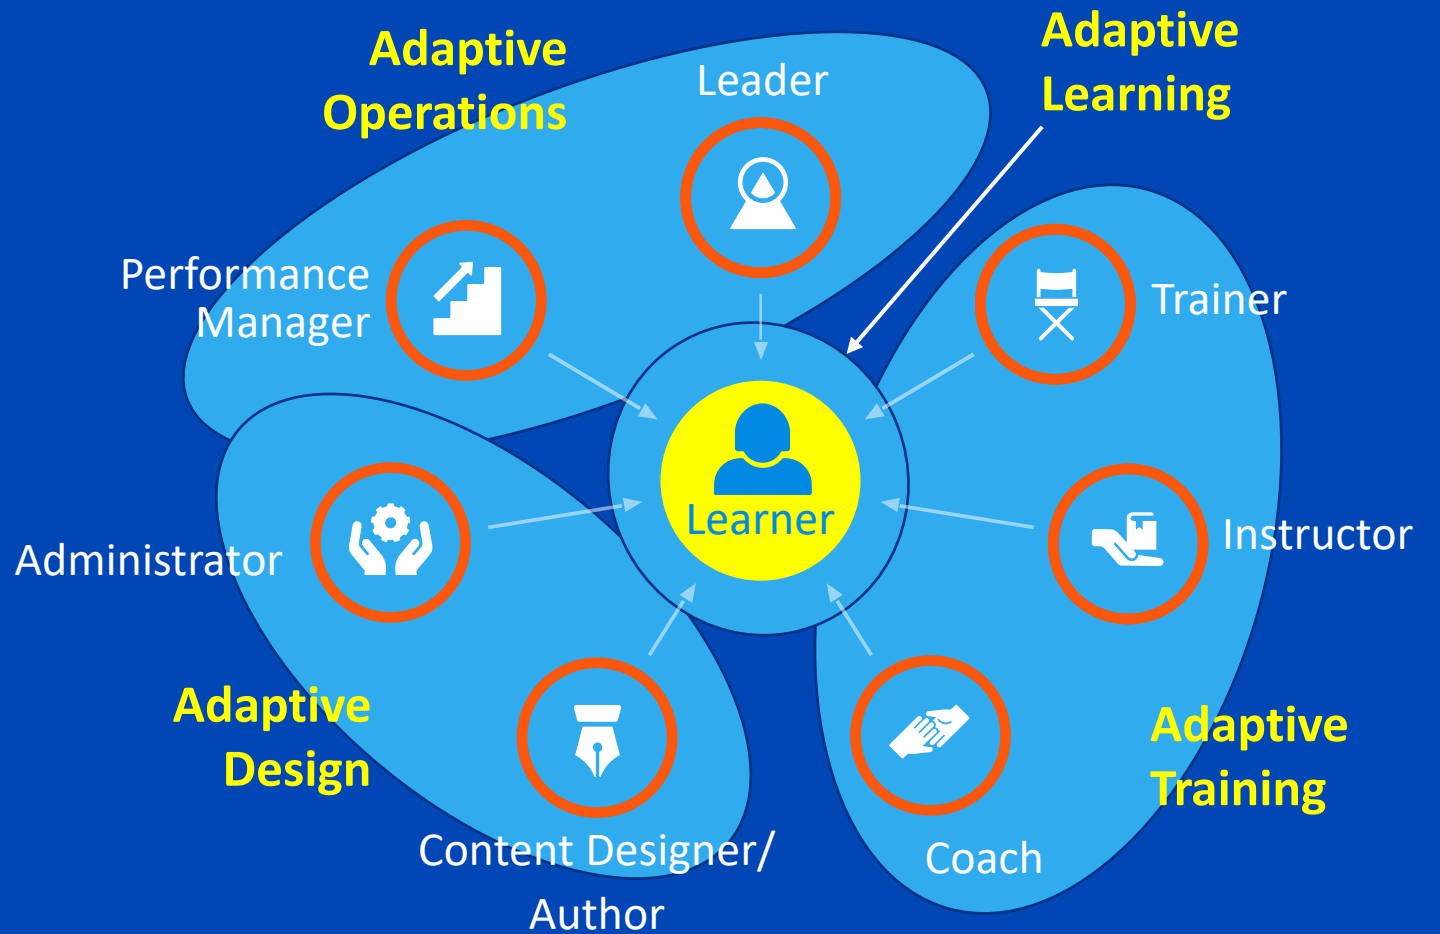 Adaptive
Operations
Leader
Adaptive
Learning
Performance
Manager
Trainer
Learner
Administrator
Instructor
Adaptive
Design
Content Designer/
Author
Coach
Adaptive
Training